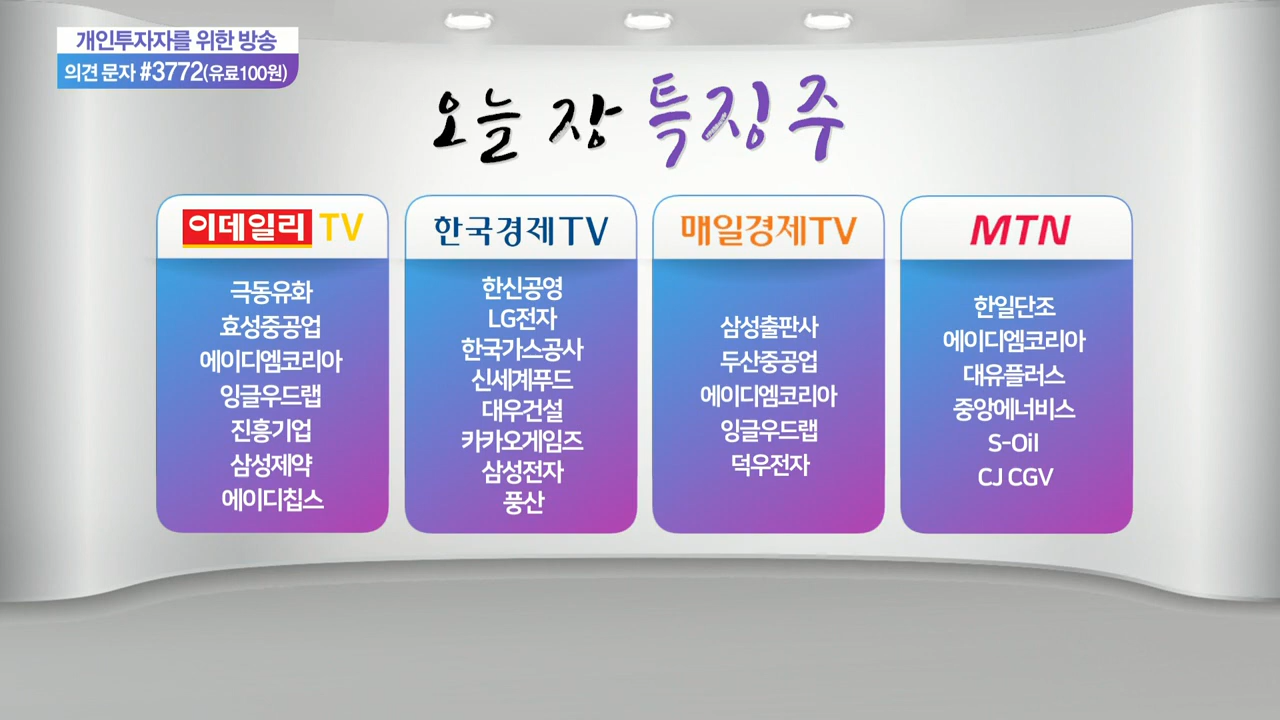 개인투자자를 위한 방송
의견 문자 #3772(유료100원)
오늘 장 특징주
이데일리 TV
극동유화
효성중공업
에이디엠코리아
잉글우드랩
진흥기업
삼성제약
에이디칩스
한국경제TV
한신공영
LG전자
한국가스공사
신세계푸드
대우건설
카카오게임즈
삼성전자
풍산
매일경제TV
삼성출판사
두산중공업
에이디엠코리아
잉글우드랩
덕우전자
MTN
한일단조
에이디엠코리아
대유플러스
중앙에너비스
S-Oil
CJ CGV